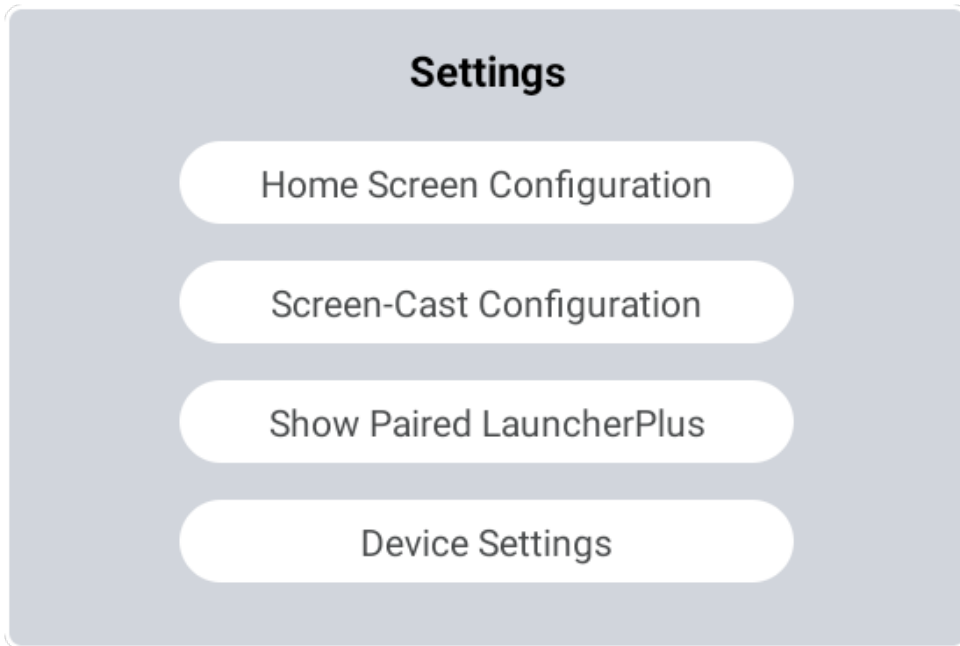 Settings
Home Screen Configuration
Screen-Cast Configuration
Show Paired LauncherPlus
Device Settings